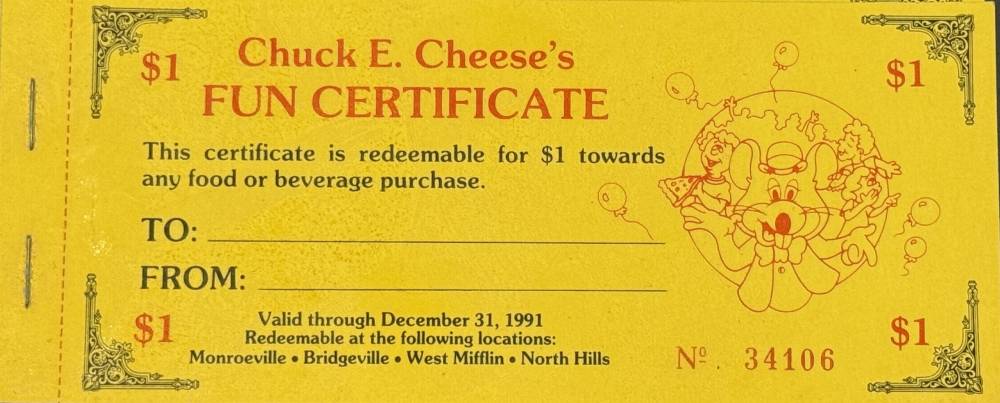 $1
Chuck E. Cheese's
$1
FUN CERTIFICATE
This certificate is redeemable for $1 towards
any food or beverage purchase.
TO:
FROM:
$1
Valid through December 31, 1991
Redeemable at the following locations:
Monroeville • Bridgeville • West Mifflin • North Hills
$1
Nº. 34106